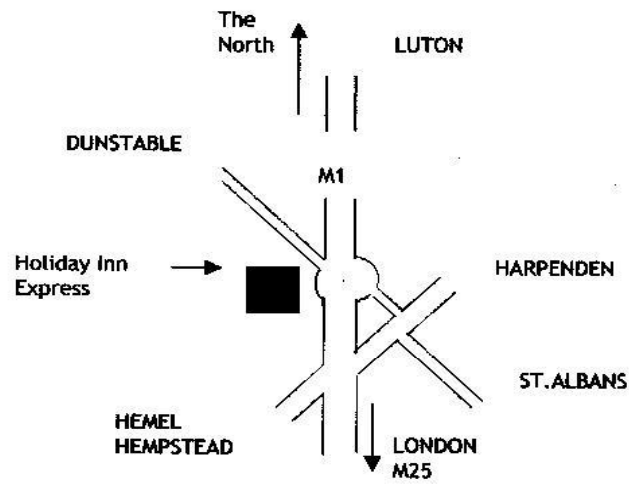 The
North
LUTON
DUNSTABLE
M1
Holiday Inn
Express
HARPENDEN
ST.ALBANS
HEMEL
HEMPSTEAD
LONDON
M25